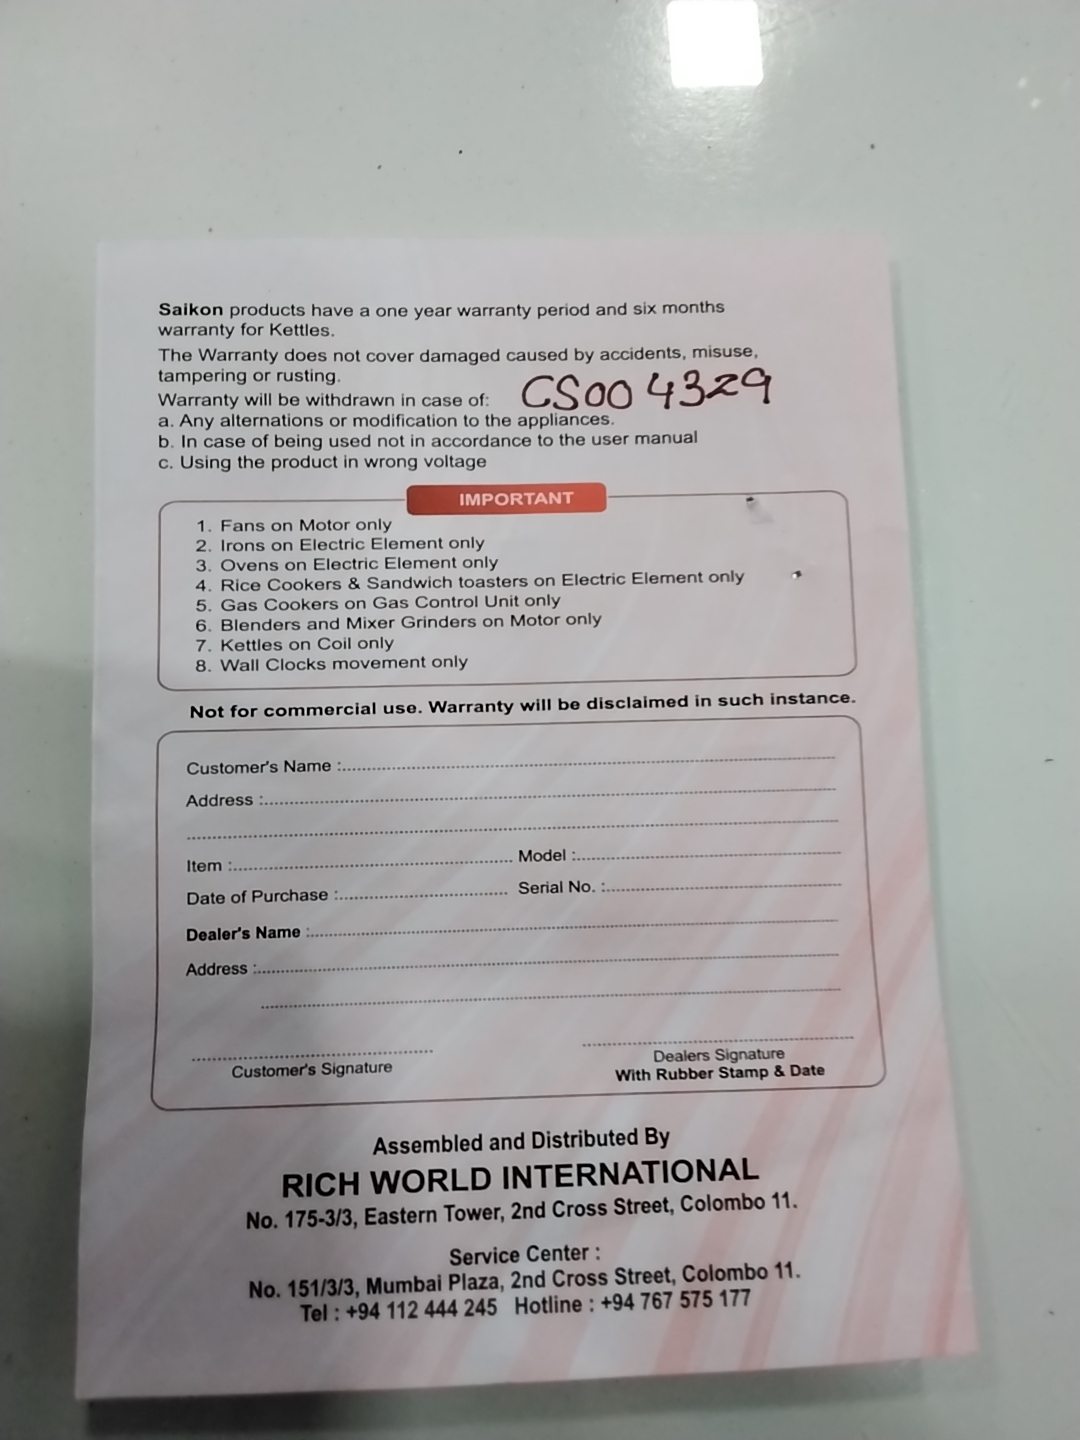 Saikon products have a one year warranty period and six months
warranty for Kettles.
The Warranty does not cover damaged caused by accidents, misuse,
tampering or rusting.
Warranty will be withdrawn in case of: CS00 4329
a. Any alternations or modification to the appliances.
b. In case of being used not in accordance to the user manual
c. Using the product in wrong voltage
IMPORTANT
1. Fans on Motor only
2. Irons on Electric Element only
3. Ovens on Electric Element only
4. Rice Cookers & Sandwich toasters on Electric Element only
5. Gas Cookers on Gas Control Unit only
6. Blenders and Mixer Grinders on Motor only
7. Kettles on Coil only
8. Wall Clocks movement only
Not for commercial use. Warranty will be disclaimed in such instance.
Customer's Name :
Address :
Item : Model :
Date of Purchase : Serial No. :
Dealer's Name :
Address :
Customer's Signature Dealers Signature
With Rubber Stamp & Date
Assembled and Distributed By
RICH WORLD INTERNATIONAL
No. 175-3/3, Eastern Tower, 2nd Cross Street, Colombo 11.
Service Center :
No. 151/3/3, Mumbai Plaza, 2nd Cross Street, Colombo 11.
Tel : +94 112 444 245 Hotline : +94 767 575 177